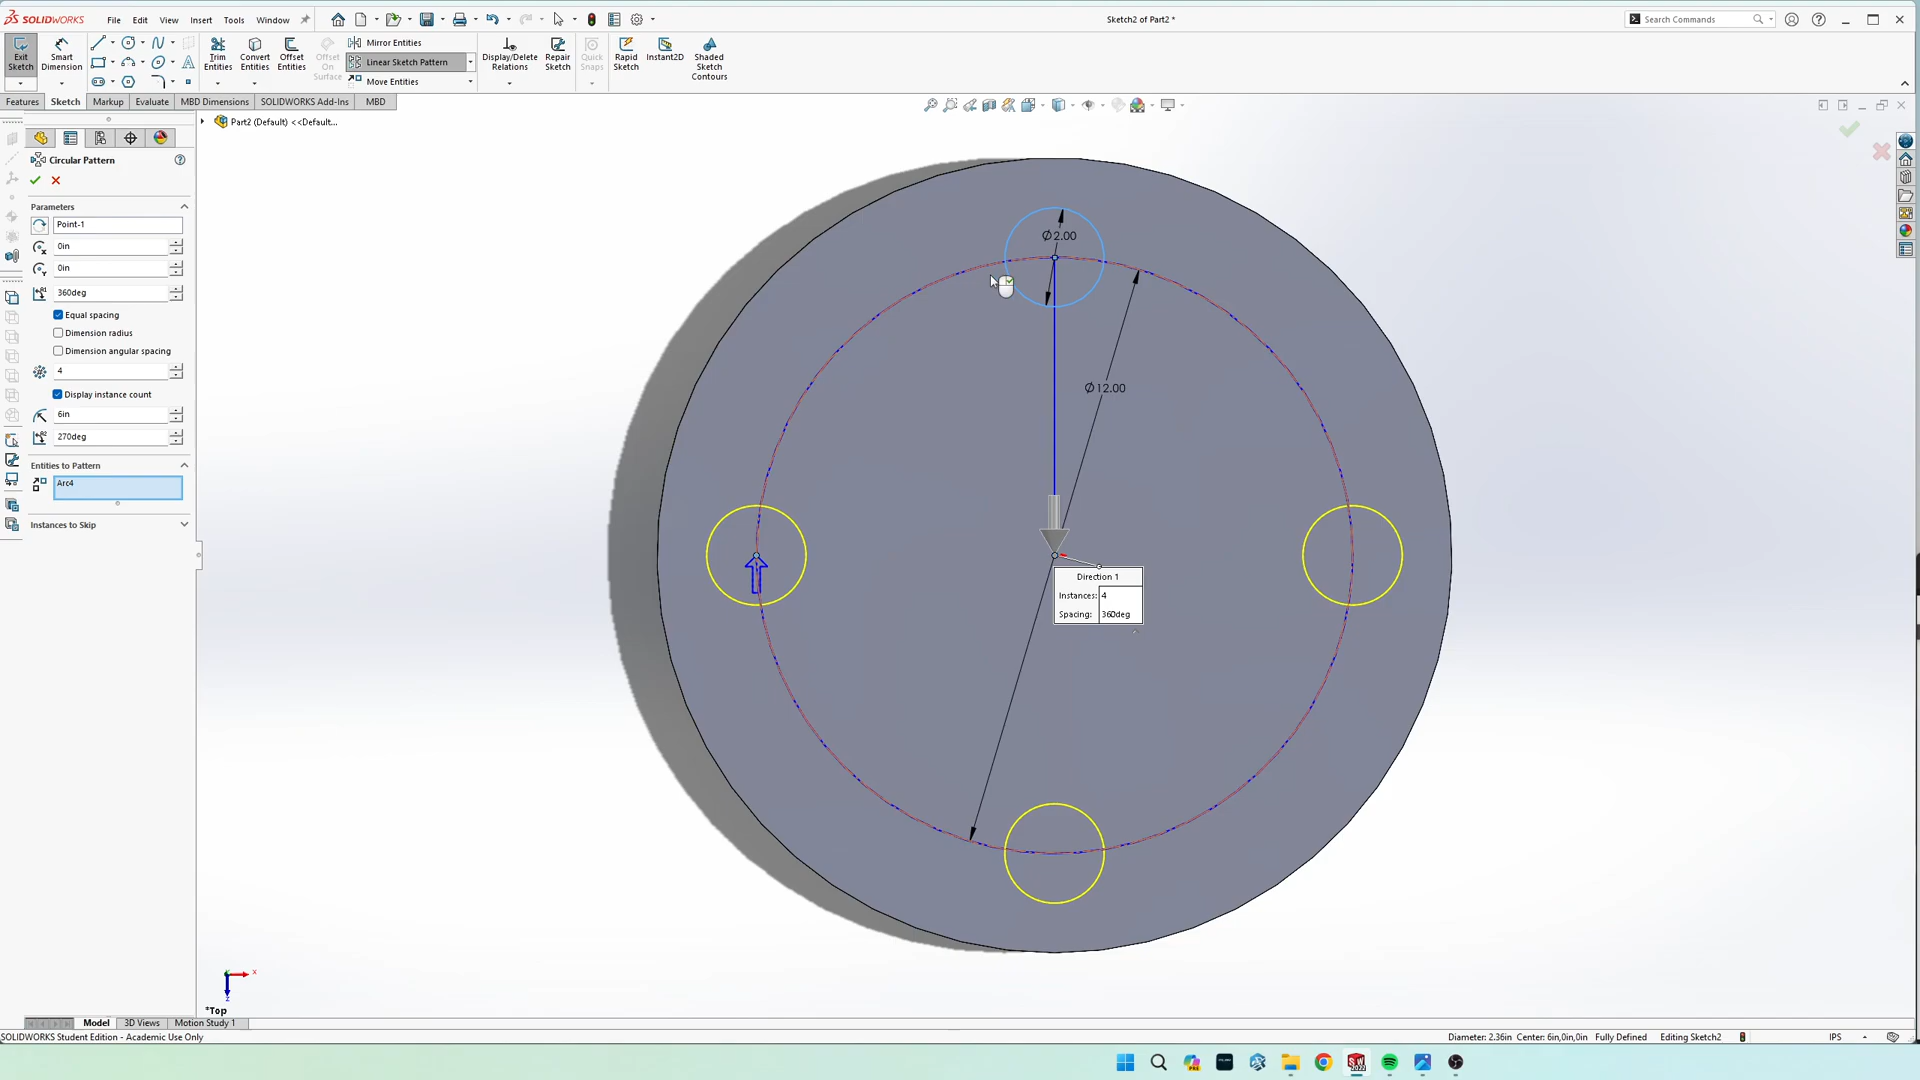 SOLIDWORKS
File
Edit
View
Insert
Tools
Window
Sketch2 of Part2 *
Search Commands
Exit Sketch
Smart Dimension
Trim Entities
Convert Entities
Offset Entities
Offset On Surface
Mirror Entities
Linear Sketch Pattern
Move Entities
Display/Delete Relations
Repair Sketch
Quick Snaps
Rapid Sketch
Instant2D
Shaded Sketch Contours
Features
Sketch
Markup
Evaluate
MBD Dimensions
SOLIDWORKS Add-Ins
MBD
Part2 (Default) <<Default...
Circular Pattern
Parameters
Point-1
0in
0in
360deg
Equal spacing
Dimension radius
Dimension angular spacing
4
Display instance count
6in
270deg
Entities to Pattern
Arc4
Instances to Skip
Ø2.00
Ø12.00
Direction 1
Instances: 4
Spacing: 360deg
x
*Top
Model
3D Views
Motion Study 1
SOLIDWORKS Student Edition - Academic Use Only
Diameter: 2.36in Center: 6in,0in,0in
Fully Defined
Editing Sketch2
IPS